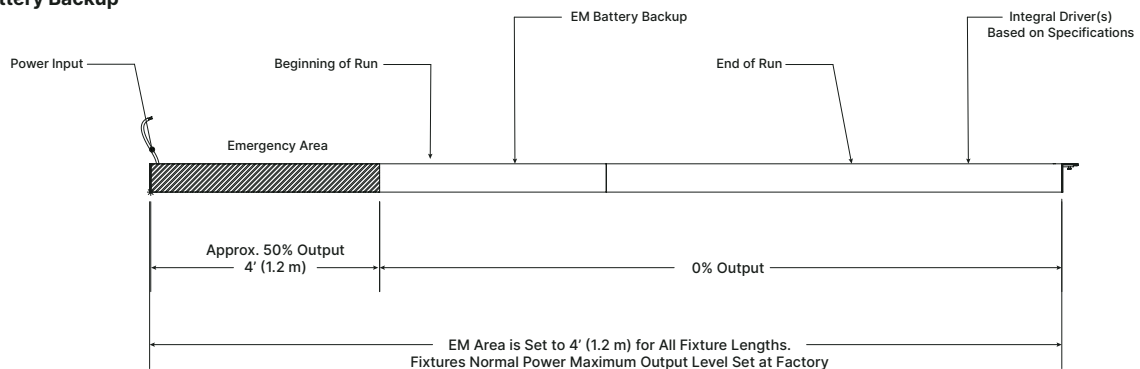 Battery Backup
EM Battery Backup
Integral Driver(s)
Based on Specifications
Power Input
Beginning of Run
End of Run
Emergency Area
Approx. 50% Output
4' (1.2 m)
0% Output
EM Area is Set to 4' (1.2 m) for All Fixture Lengths.
Fixtures Normal Power Maximum Output Level Set at Factory